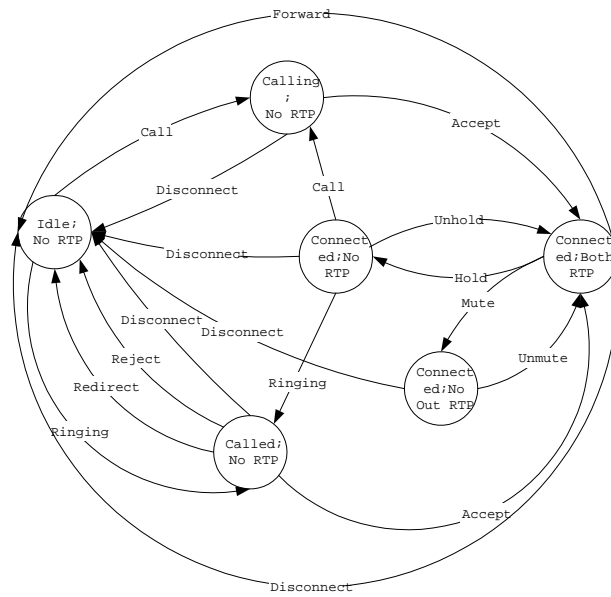 Forward
Calling
;
No RTP
Accept
Call
Disconnect
Call
Idle;
No RTP
Unhold
Connect
ed;No
RTP
Connect
ed;Both
RTP
Disconnect
Hold
Mute
Disconnect
Disconnect
Reject
Unmute
Connect
ed;No
Out RTP
Redirect
Ringing
Ringing
Called;
No RTP
Accept
Disconnect